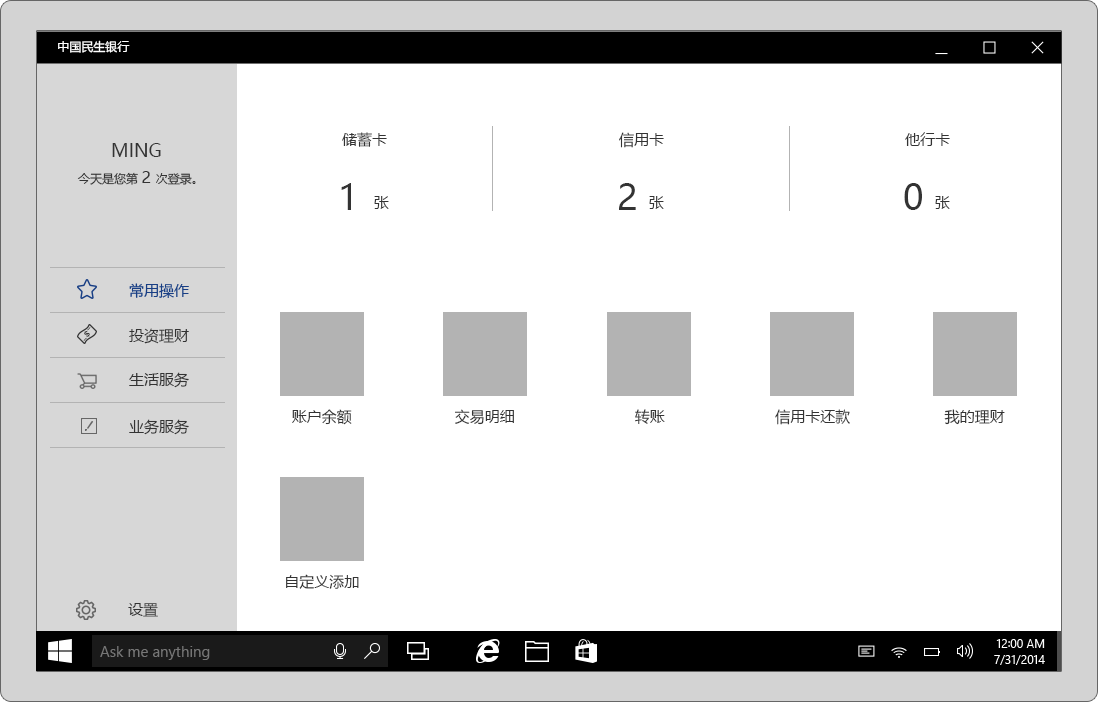 中国民生银行
MING
今天是您第 2 次登录。
常用操作
投资理财
生活服务
业务服务
设置
储蓄卡
1 张
信用卡
2 张
他行卡
0 张
账户余额
交易明细
转账
信用卡还款
我的理财
自定义添加
Ask me anything
12:00 AM
7/31/2014